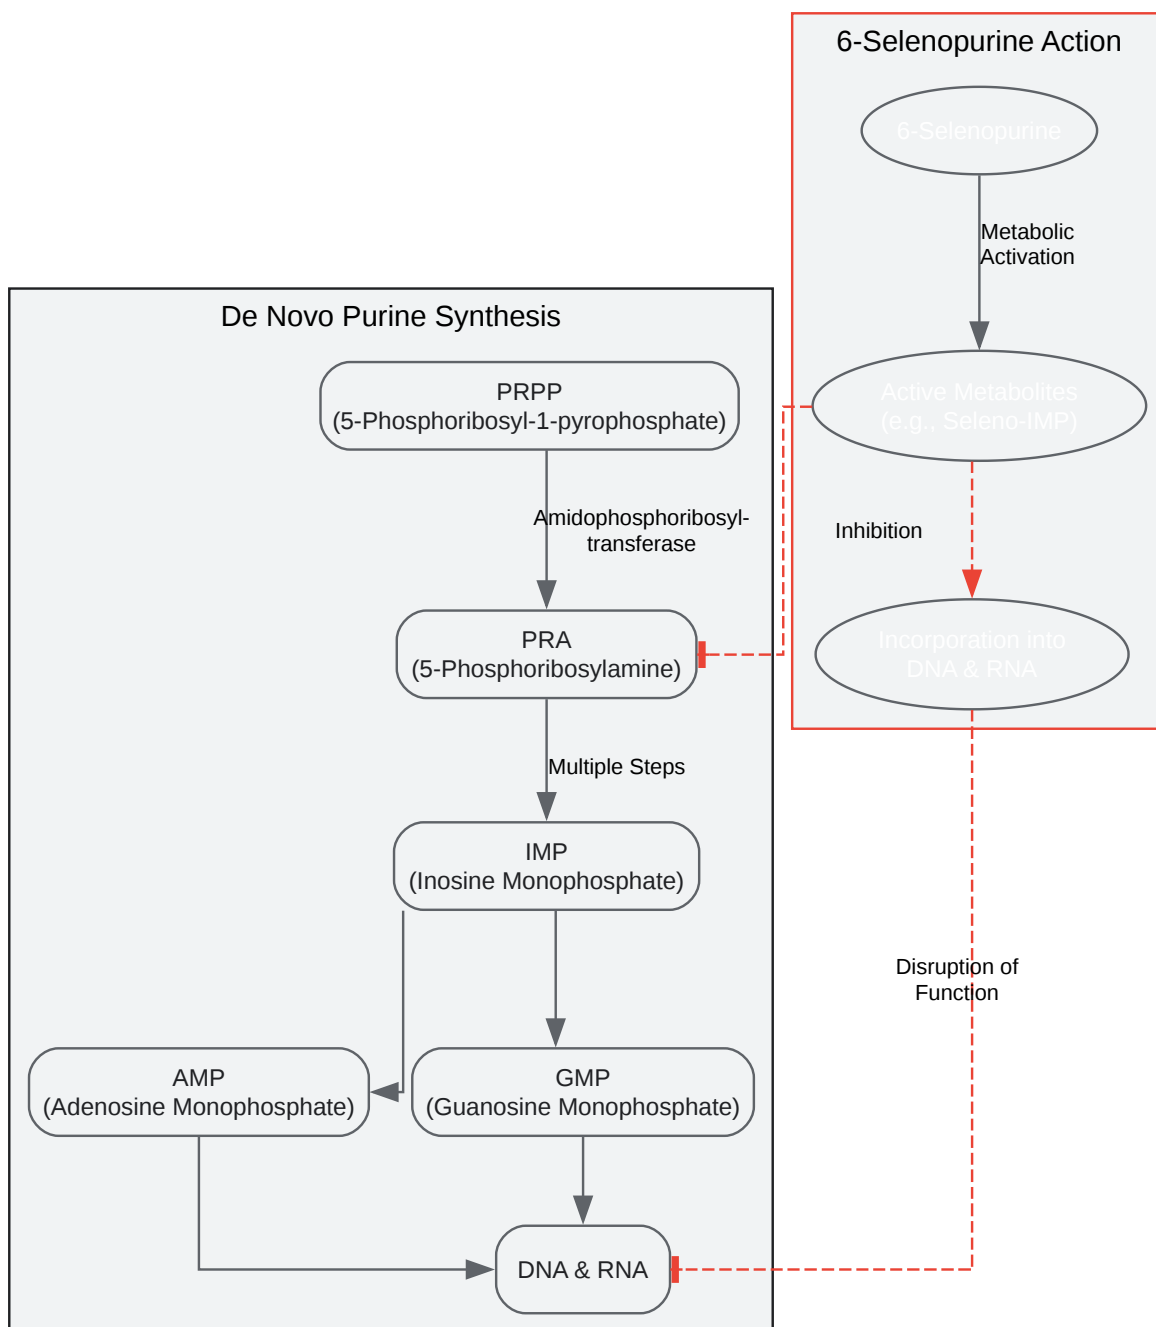 6-Selenopurine Action
6-Selenopurine
Metabolic
Activation
Active Metabolites
(e.g., Seleno-IMP)
Inhibition
Incorporation into
DNA & RNA
Disruption of
Function
De Novo Purine Synthesis
PRPP
(5-Phosphoribosyl-1-pyrophosphate)
Amidophosphoribosyl-
transferase
PRA
(5-Phosphoribosylamine)
Multiple Steps
IMP
(Inosine Monophosphate)
AMP
(Adenosine Monophosphate)
GMP
(Guanosine Monophosphate)
DNA & RNA